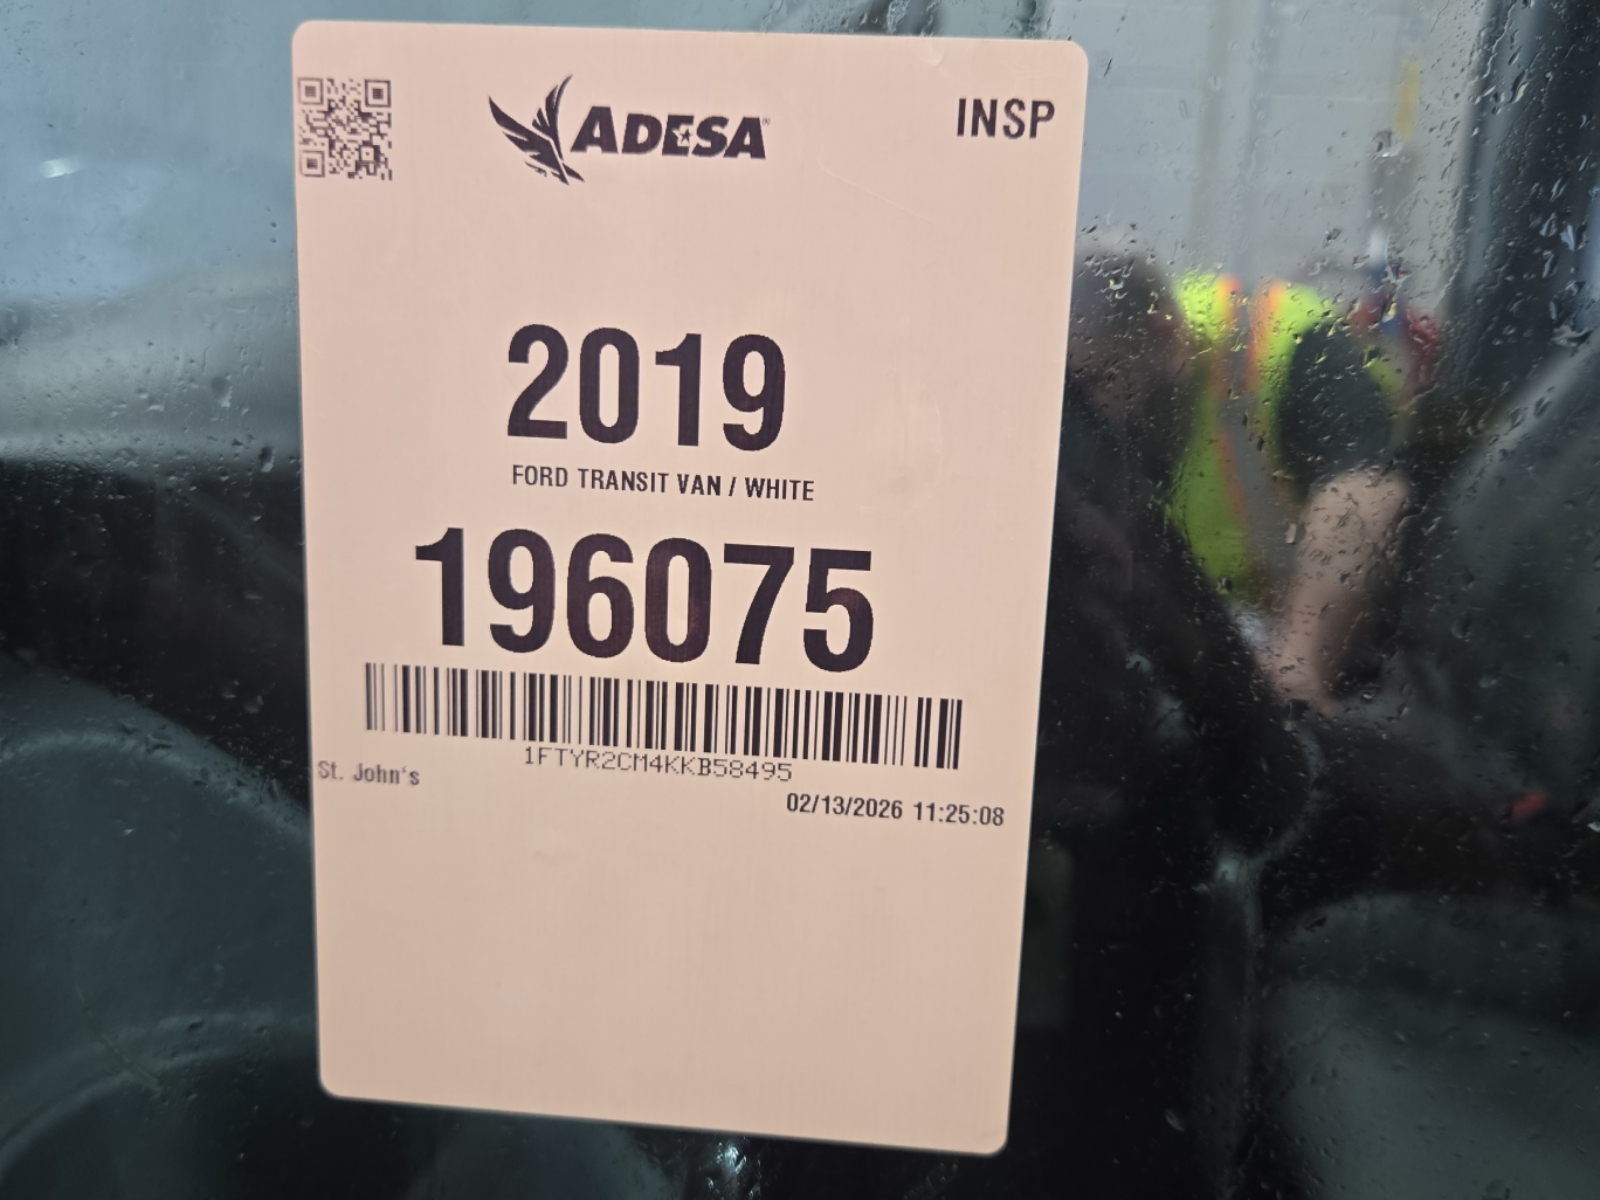 ADESA
INSP
2019
FORD TRANSIT VAN / WHITE
196075
1FTYR2CM4KKB58495
St. John's
02/13/2026 11:25:08